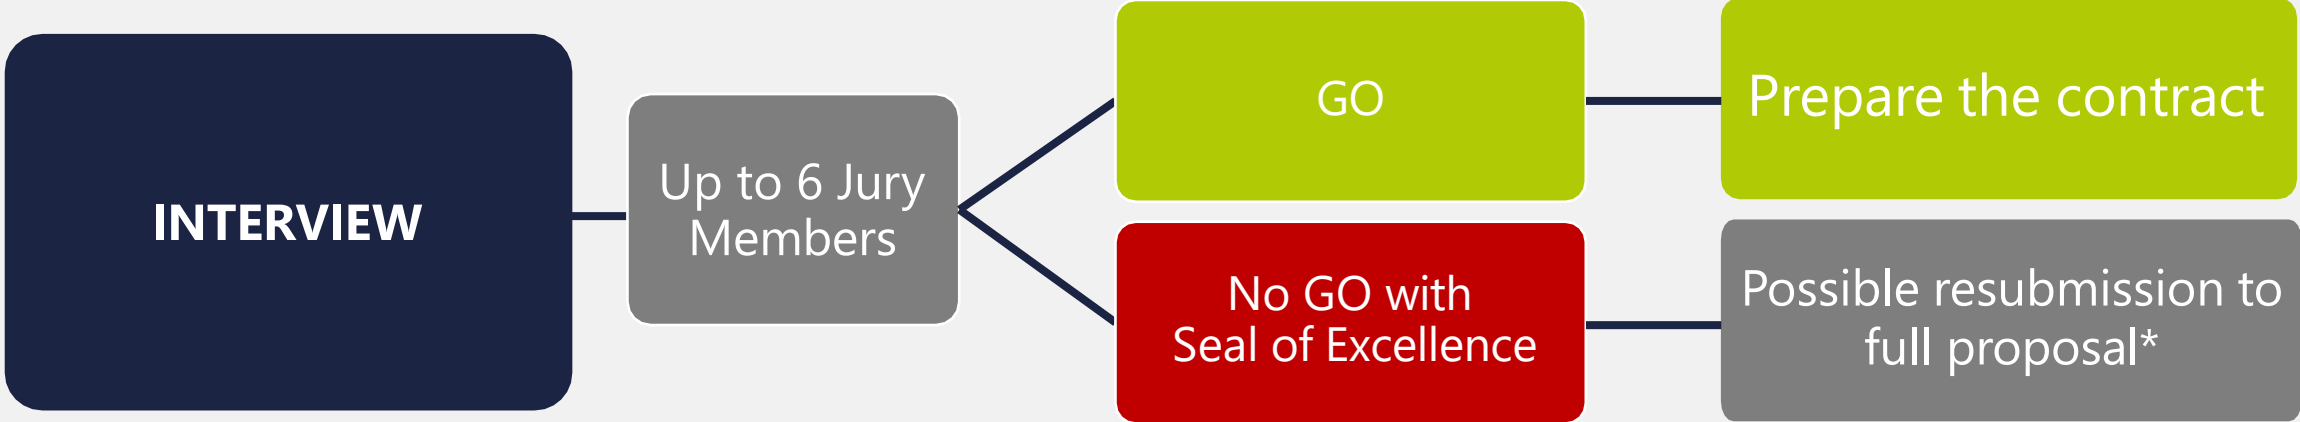 INTERVIEW
Up to 6 Jury
Members
GO
Prepare the contract
No GO with
Seal of Excellence
Possible resubmission to
full proposal*